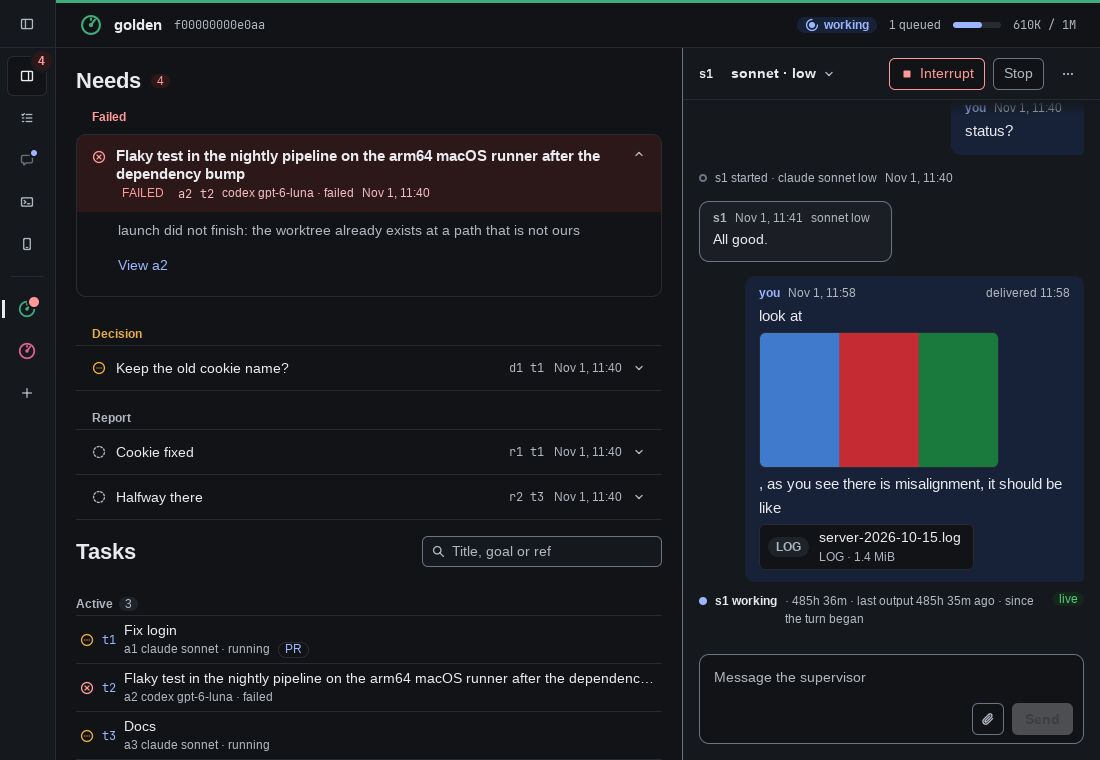 golden f00000000e0aa
working 1 queued 610K / 1M
4
Needs 4
Failed
Flaky test in the nightly pipeline on the arm64 macOS runner after the
dependency bump
FAILED a2 t2 codex gpt-6-luna · failed Nov 1, 11:40
launch did not finish: the worktree already exists at a path that is not ours
View a2
Decision
Keep the old cookie name? d1 t1 Nov 1, 11:40
Report
Cookie fixed r1 t1 Nov 1, 11:40
Halfway there r2 t3 Nov 1, 11:40
Tasks
Title, goal or ref
Active 3
t1 Fix login
a1 claude sonnet · running PR
t2 Flaky test in the nightly pipeline on the arm64 macOS runner after the dependenc…
a2 codex gpt-6-luna · failed
t3 Docs
a3 claude sonnet · running
s1 sonnet · low
Interrupt
Stop
you Nov 1, 11:40
status?
s1 started · claude sonnet low Nov 1, 11:40
s1 Nov 1, 11:41 sonnet low
All good.
you Nov 1, 11:58 delivered 11:58
look at
, as you see there is misalignment, it should be
like
LOG
server-2026-10-15.log
LOG · 1.4 MiB
s1 working · 485h 36m · last output 485h 35m ago · since
the turn began
live
Message the supervisor
Send